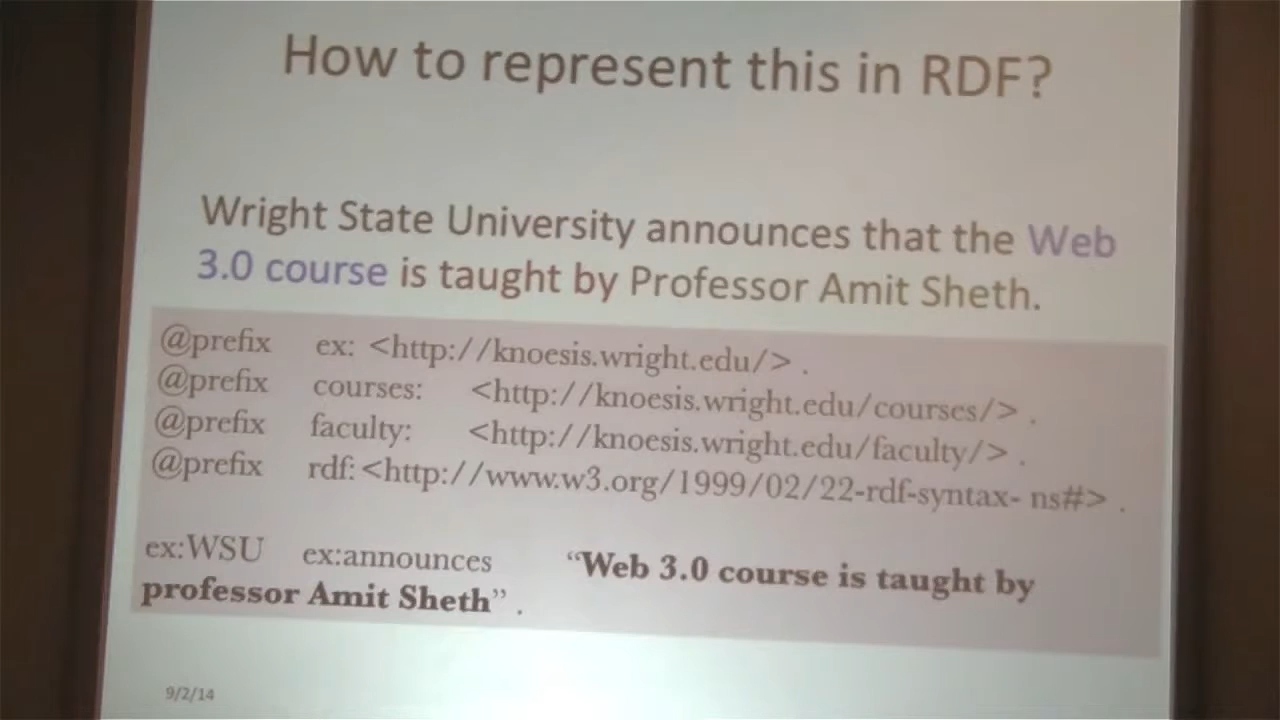 How to represent this in RDF?
Wright State University announces that the Web
3.0 course is taught by Professor Amit Sheth.
@prefix ex: <http://knoesis.wright.edu/> .
@prefix courses: <http://knoesis.wright.edu/courses/> .
@prefix faculty: <http://knoesis.wright.edu/faculty/> .
@prefix rdf: <http://www.w3.org/1999/02/22-rdf-syntax- ns#> .
ex:WSU ex:announces “Web 3.0 course is taught by
professor Amit Sheth” .
9/2/14